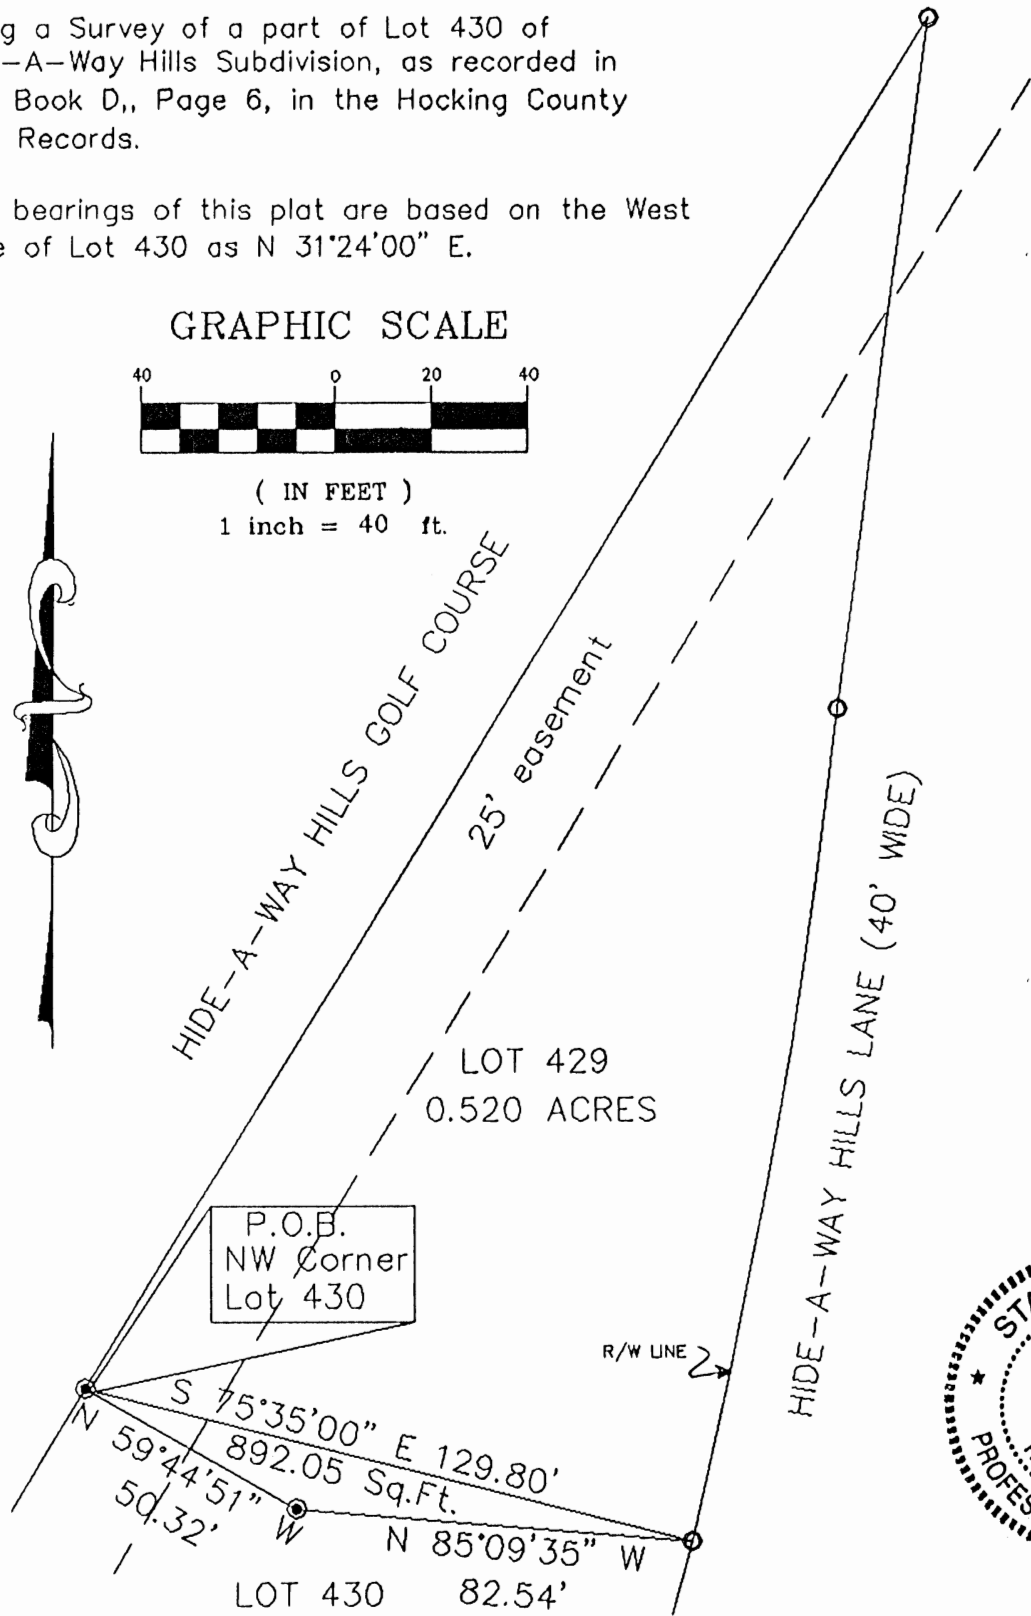 g a Survey of a part of Lot 430 of
-A-Way Hills Subdivision, as recorded in
Book D,, Page 6, in the Hocking County
Records.
bearings of this plat are based on the West
e of Lot 430 as N 31°24'00" E.
GRAPHIC SCALE
40 0 20 40
( IN FEET )
1 inch = 40 ft.
HIDE-A-WAY HILLS GOLF COURSE
25' easement
HIDE-A-WAY HILLS LANE (40' WIDE)
LOT 429
0.520 ACRES
P.O.B.
NW Corner
Lot 430
R/W LINE
S 75°35'00" E 129.80'
892.05 Sq.Ft.
N 59°44'51" W
50.32'
N 85°09'35" W
82.54'
LOT 430
STA
PROFES